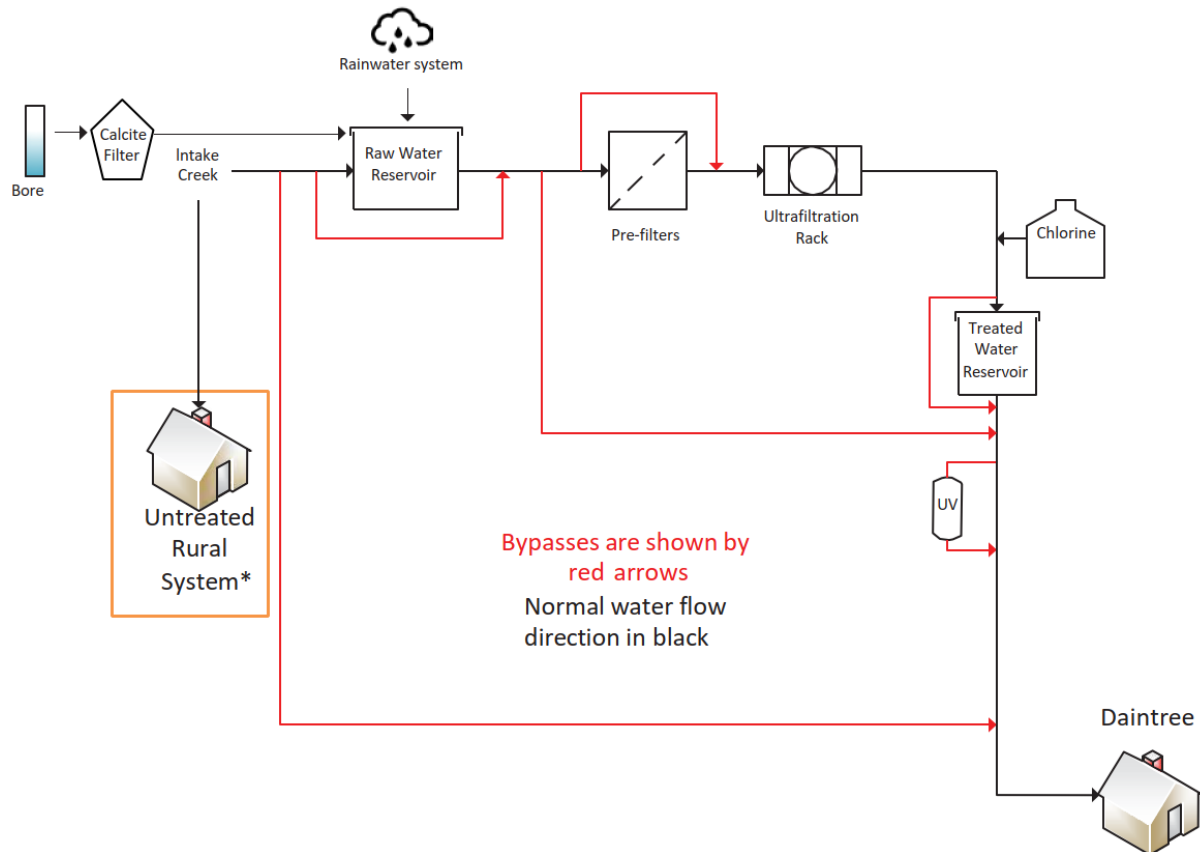 Rainwater system
Bore
Calcite
Filter
Intake
Creek
Raw Water
Reservoir
Pre-filters
Ultrafiltration
Rack
Chlorine
Treated
Water
Reservoir
UV
Untreated
Rural
System*
Bypasses are shown by
red arrows
Normal water flow
direction in black
Daintree